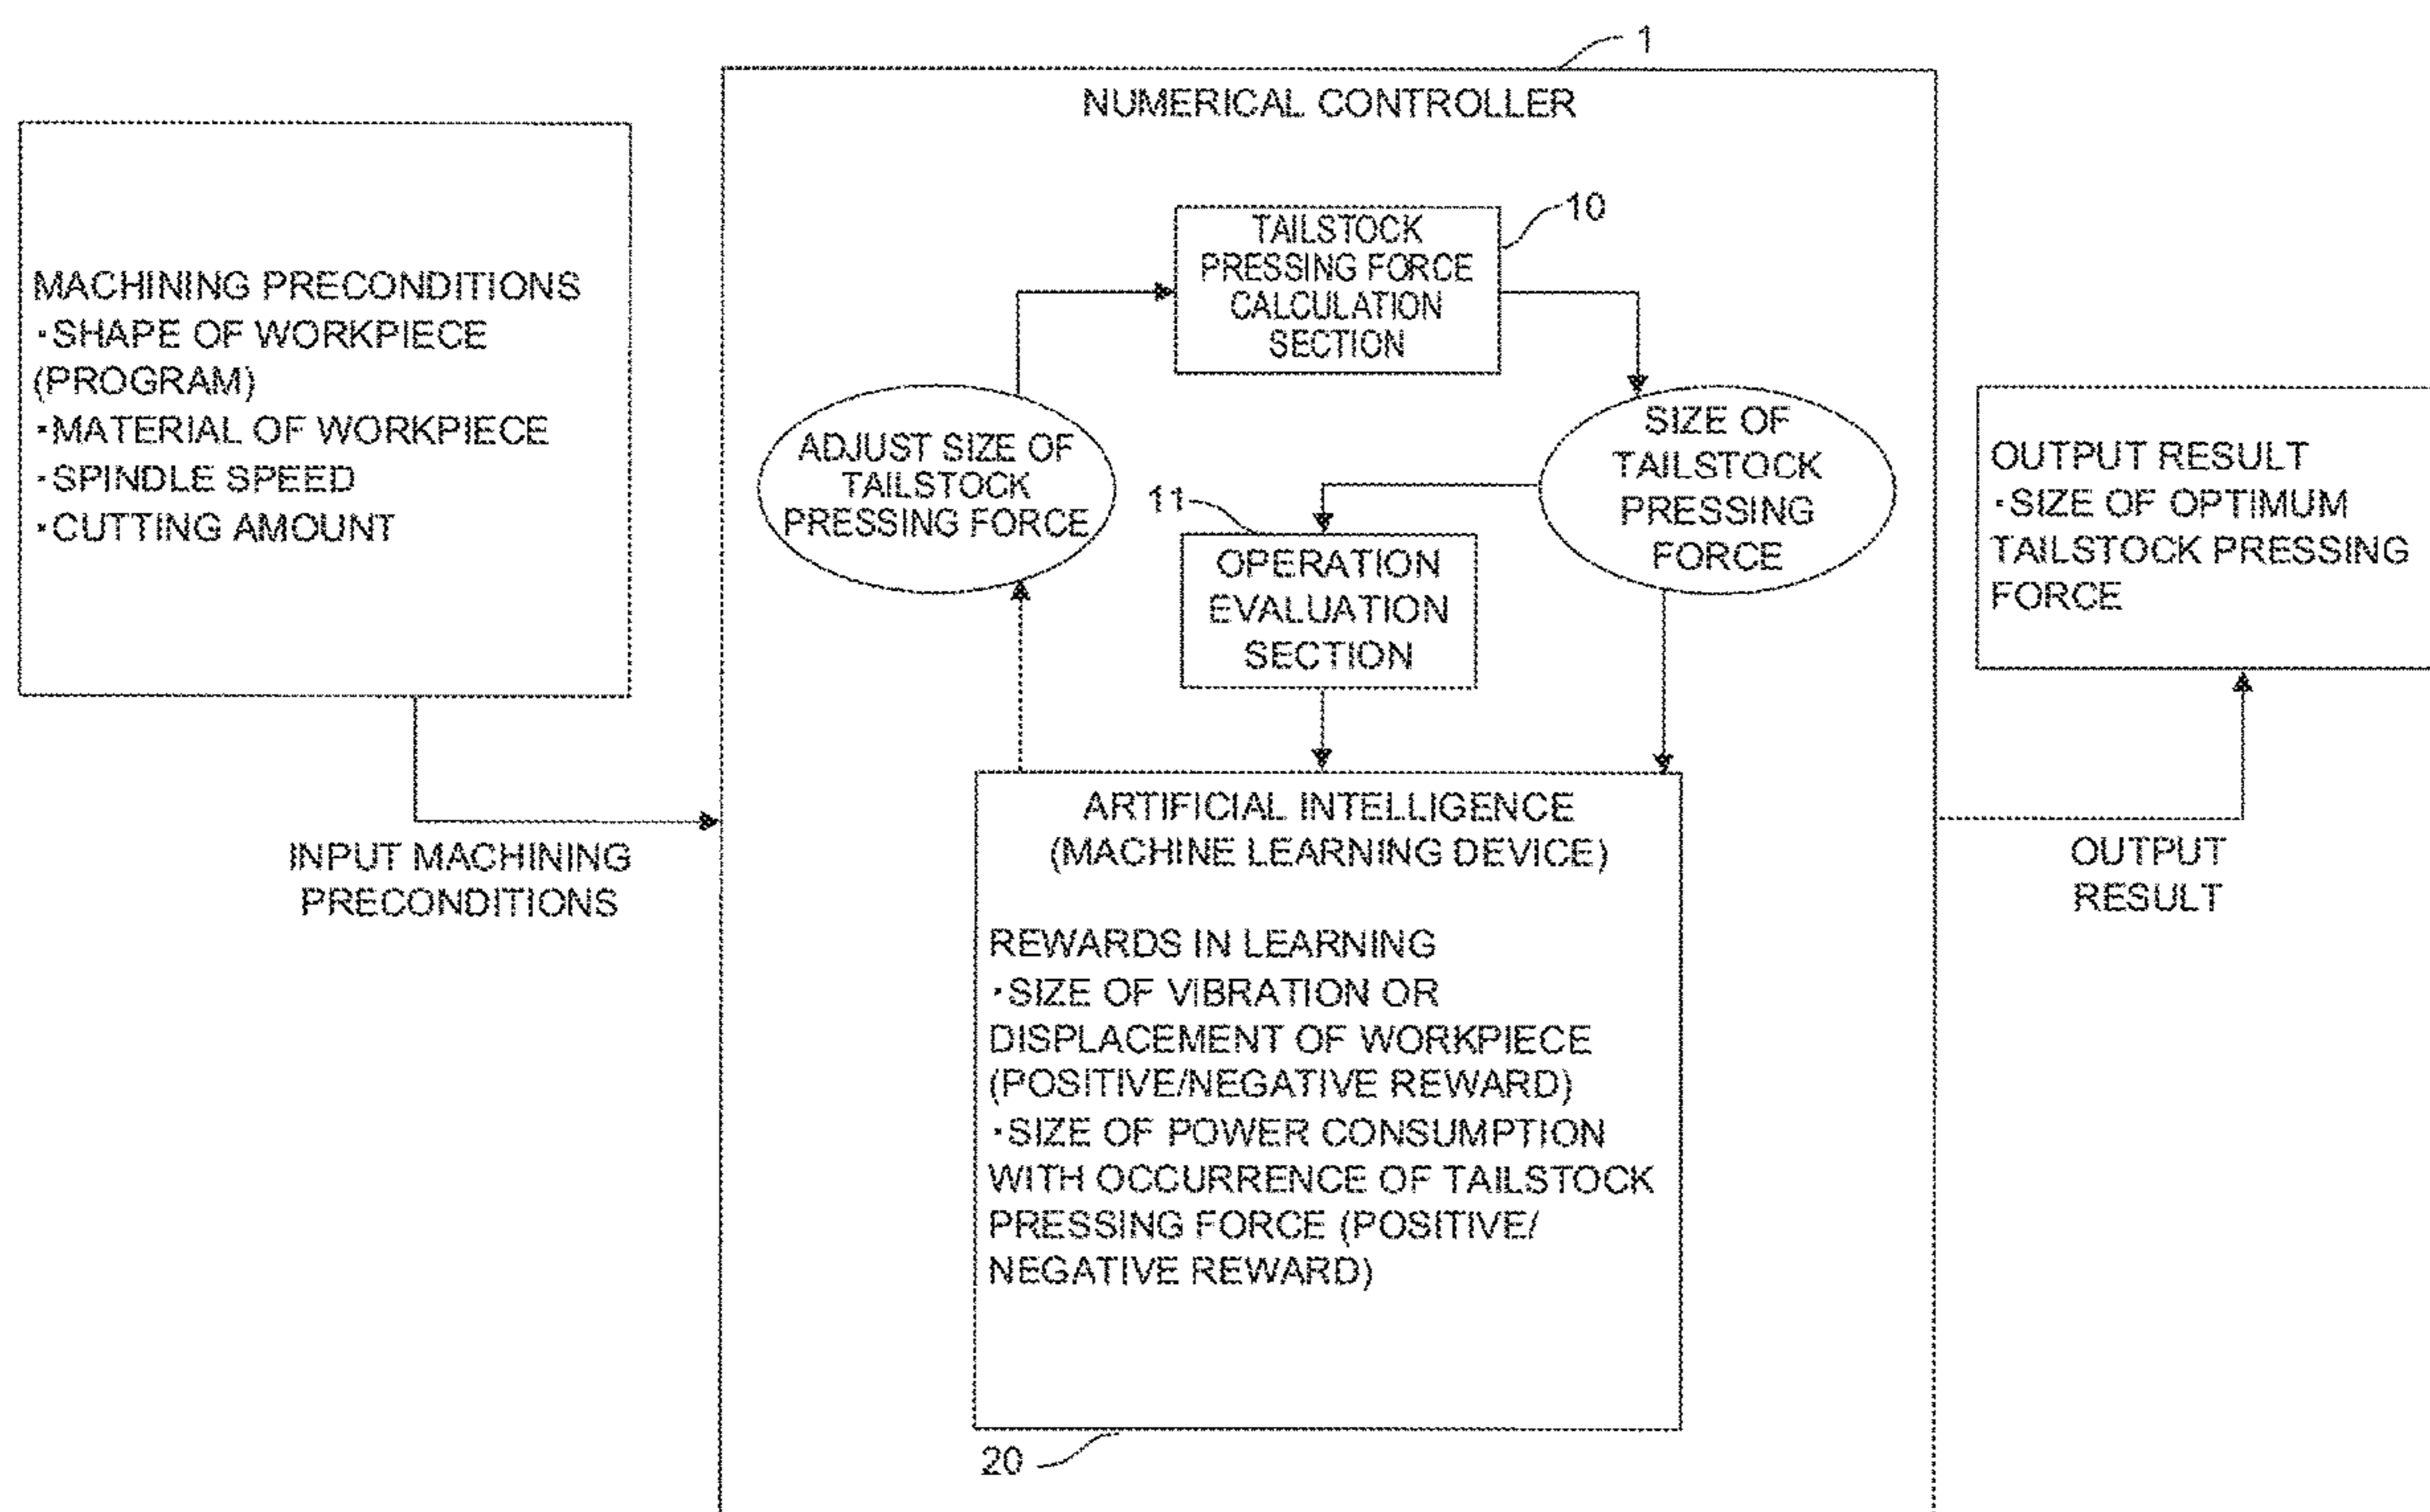 1
NUMERICAL CONTROLLER
MACHINING PRECONDITIONS
・SHAPE OF WORKPIECE
(PROGRAM)
・MATERIAL OF WORKPIECE
・SPINDLE SPEED
・CUTTING AMOUNT
INPUT MACHINING
PRECONDITIONS
10
TAILSTOCK
PRESSING FORCE
CALCULATION
SECTION
ADJUST SIZE OF
TAILSTOCK
PRESSING FORCE
SIZE OF
TAILSTOCK
PRESSING
FORCE
11
OPERATION
EVALUATION
SECTION
ARTIFICIAL INTELLIGENCE
(MACHINE LEARNING DEVICE)
REWARDS IN LEARNING
・SIZE OF VIBRATION OR
DISPLACEMENT OF WORKPIECE
(POSITIVE/NEGATIVE REWARD)
・SIZE OF POWER CONSUMPTION
WITH OCCURRENCE OF TAILSTOCK
PRESSING FORCE (POSITIVE/
NEGATIVE REWARD)
20
OUTPUT RESULT
・SIZE OF OPTIMUM
TAILSTOCK PRESSING
FORCE
OUTPUT
RESULT